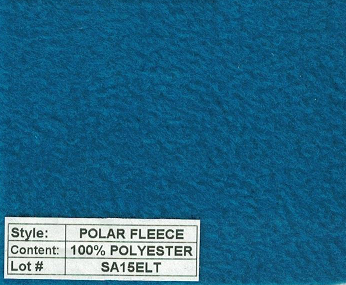 Style: POLAR FLEECE
Content: 100% POLYESTER
Lot # SA15ELT